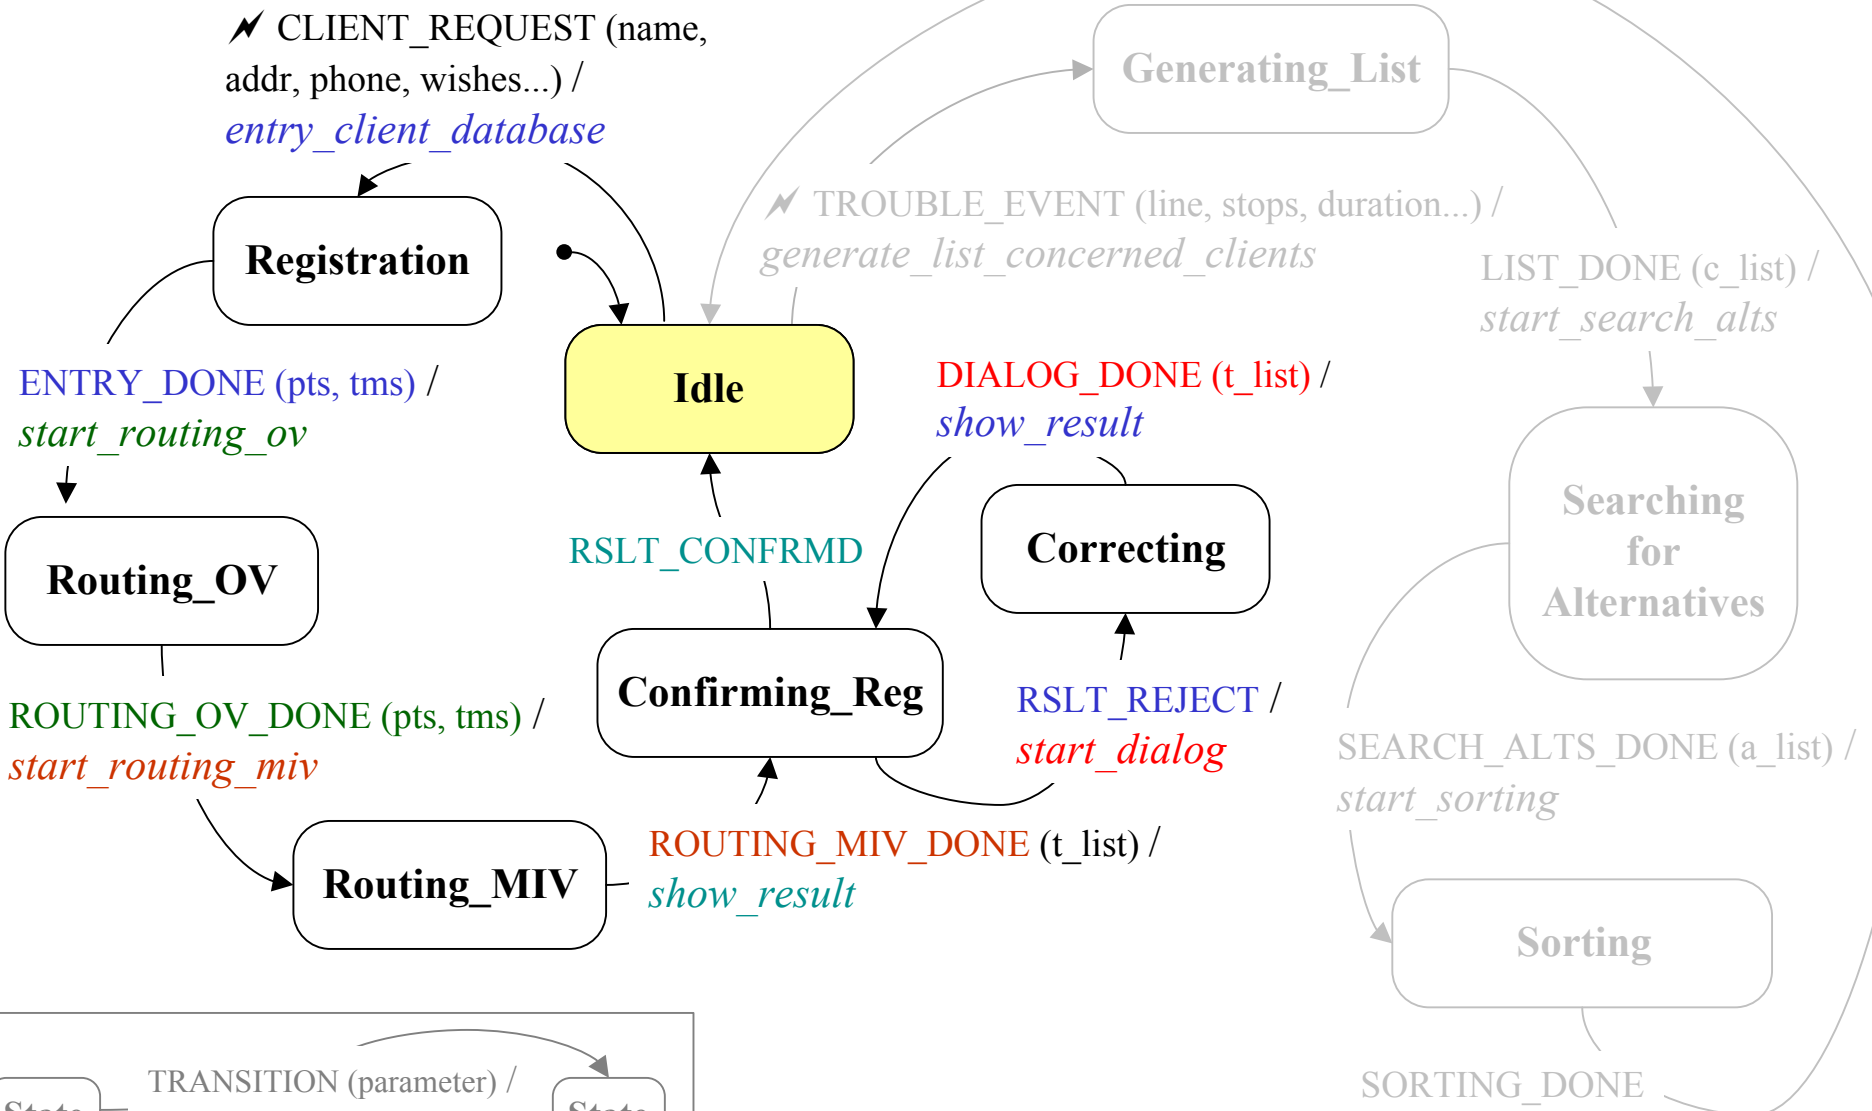 CLIENT_REQUEST (name,
addr, phone, wishes...) /
entry_client_database
Generating_List
TROUBLE_EVENT (line, stops, duration...) /
generate_list_concerned_clients
Registration
LIST_DONE (c_list) /
start_search_alts
ENTRY_DONE (pts, tms) /
start_routing_ov
Idle
DIALOG_DONE (t_list) /
show_result
Searching
for
Alternatives
Routing_OV
RSLT_CONFRMD
Correcting
ROUTING_OV_DONE (pts, tms) /
start_routing_miv
Confirming_Reg
RSLT_REJECT /
start_dialog
SEARCH_ALTS_DONE (a_list) /
start_sorting
Routing_MIV
ROUTING_MIV_DONE (t_list) /
show_result
Sorting
TRANSITION (parameter) /
State
State
SORTING_DONE